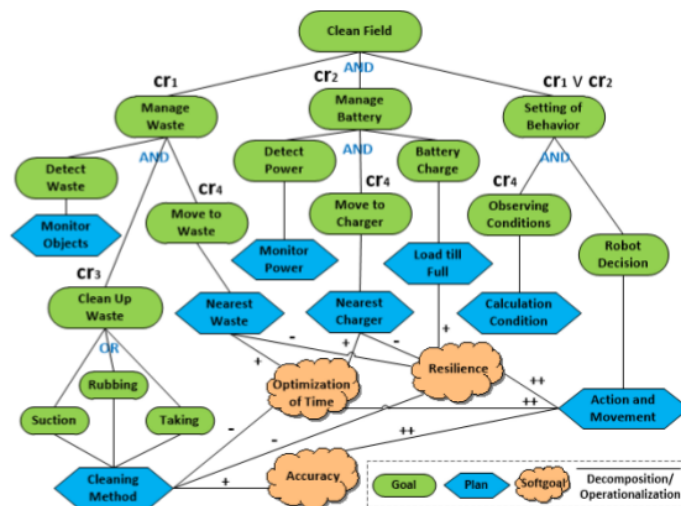 Clean Field
AND
cr1
cr2
cr1 V cr2
Manage
Waste
Manage
Battery
Setting of
Behavior
AND
AND
AND
Detect
Waste
Detect
Power
Battery
Charge
cr4
cr4
cr4
Monitor
Objects
Move to
Waste
Move to
Charger
Observing
Conditions
Robot
Decision
Monitor
Power
Load till
Full
cr3
Clean Up
Waste
Nearest
Waste
Nearest
Charger
Calculation
Condition
OR
-
+
-
+
+
Rubbing
Suction
Taking
Optimization
of Time
Resilience
++
++
Action and
Movement
-
-
++
Cleaning
Method
+
Accuracy
Goal
Plan
Softgoal
Decomposition/
Operationalization